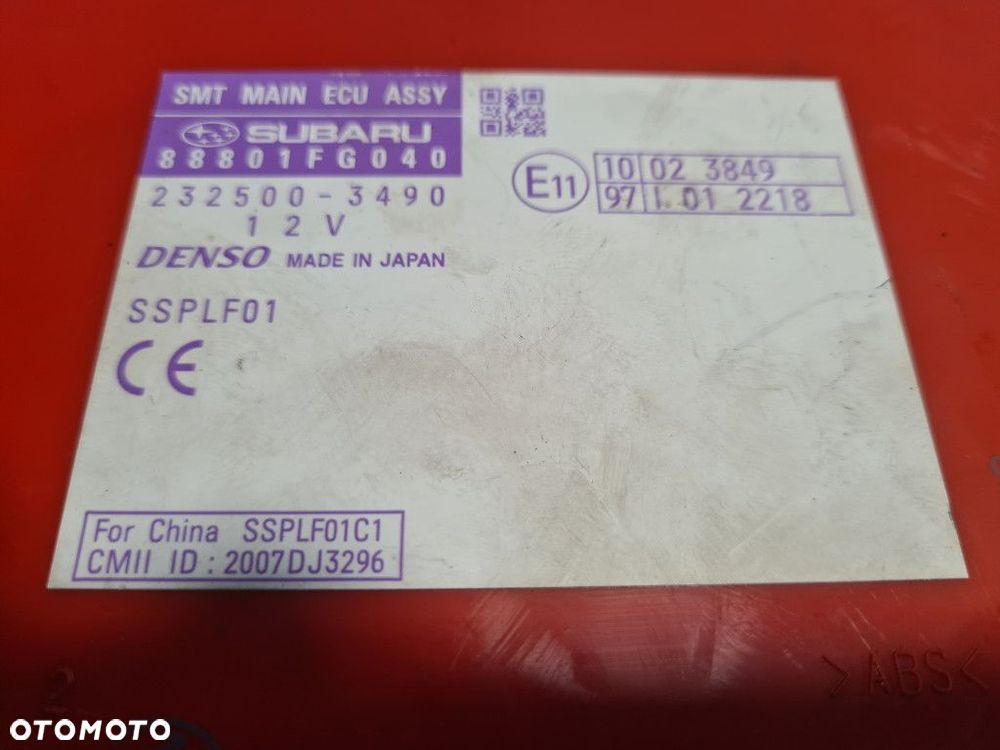 SMT MAIN ECU ASSY
SUBARU
88801FG040
232500-3490
12V
DENSO MADE IN JAPAN
SSPLF01
CE
E11
10 02 3849
97 I 01 2218
For China SSPLF01C1
CMII ID : 2007DJ3296
>ABS<
2
OTOMOTO